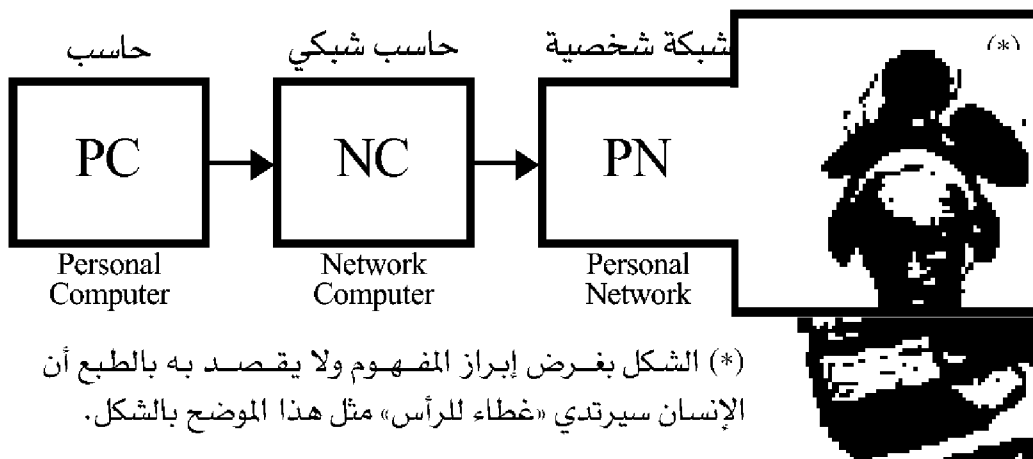 حاسب
حاسب شبكي
شبكة شخصية
(*)
PC
NC
PN
Personal
Computer
Network
Computer
Personal
Network
(*) الشكل بغرض إبراز المفهوم ولا يقصد به بالطبع أن
الإنسان سيرتدي «غطاء للرأس» مثل هذا الموضح بالشكل.